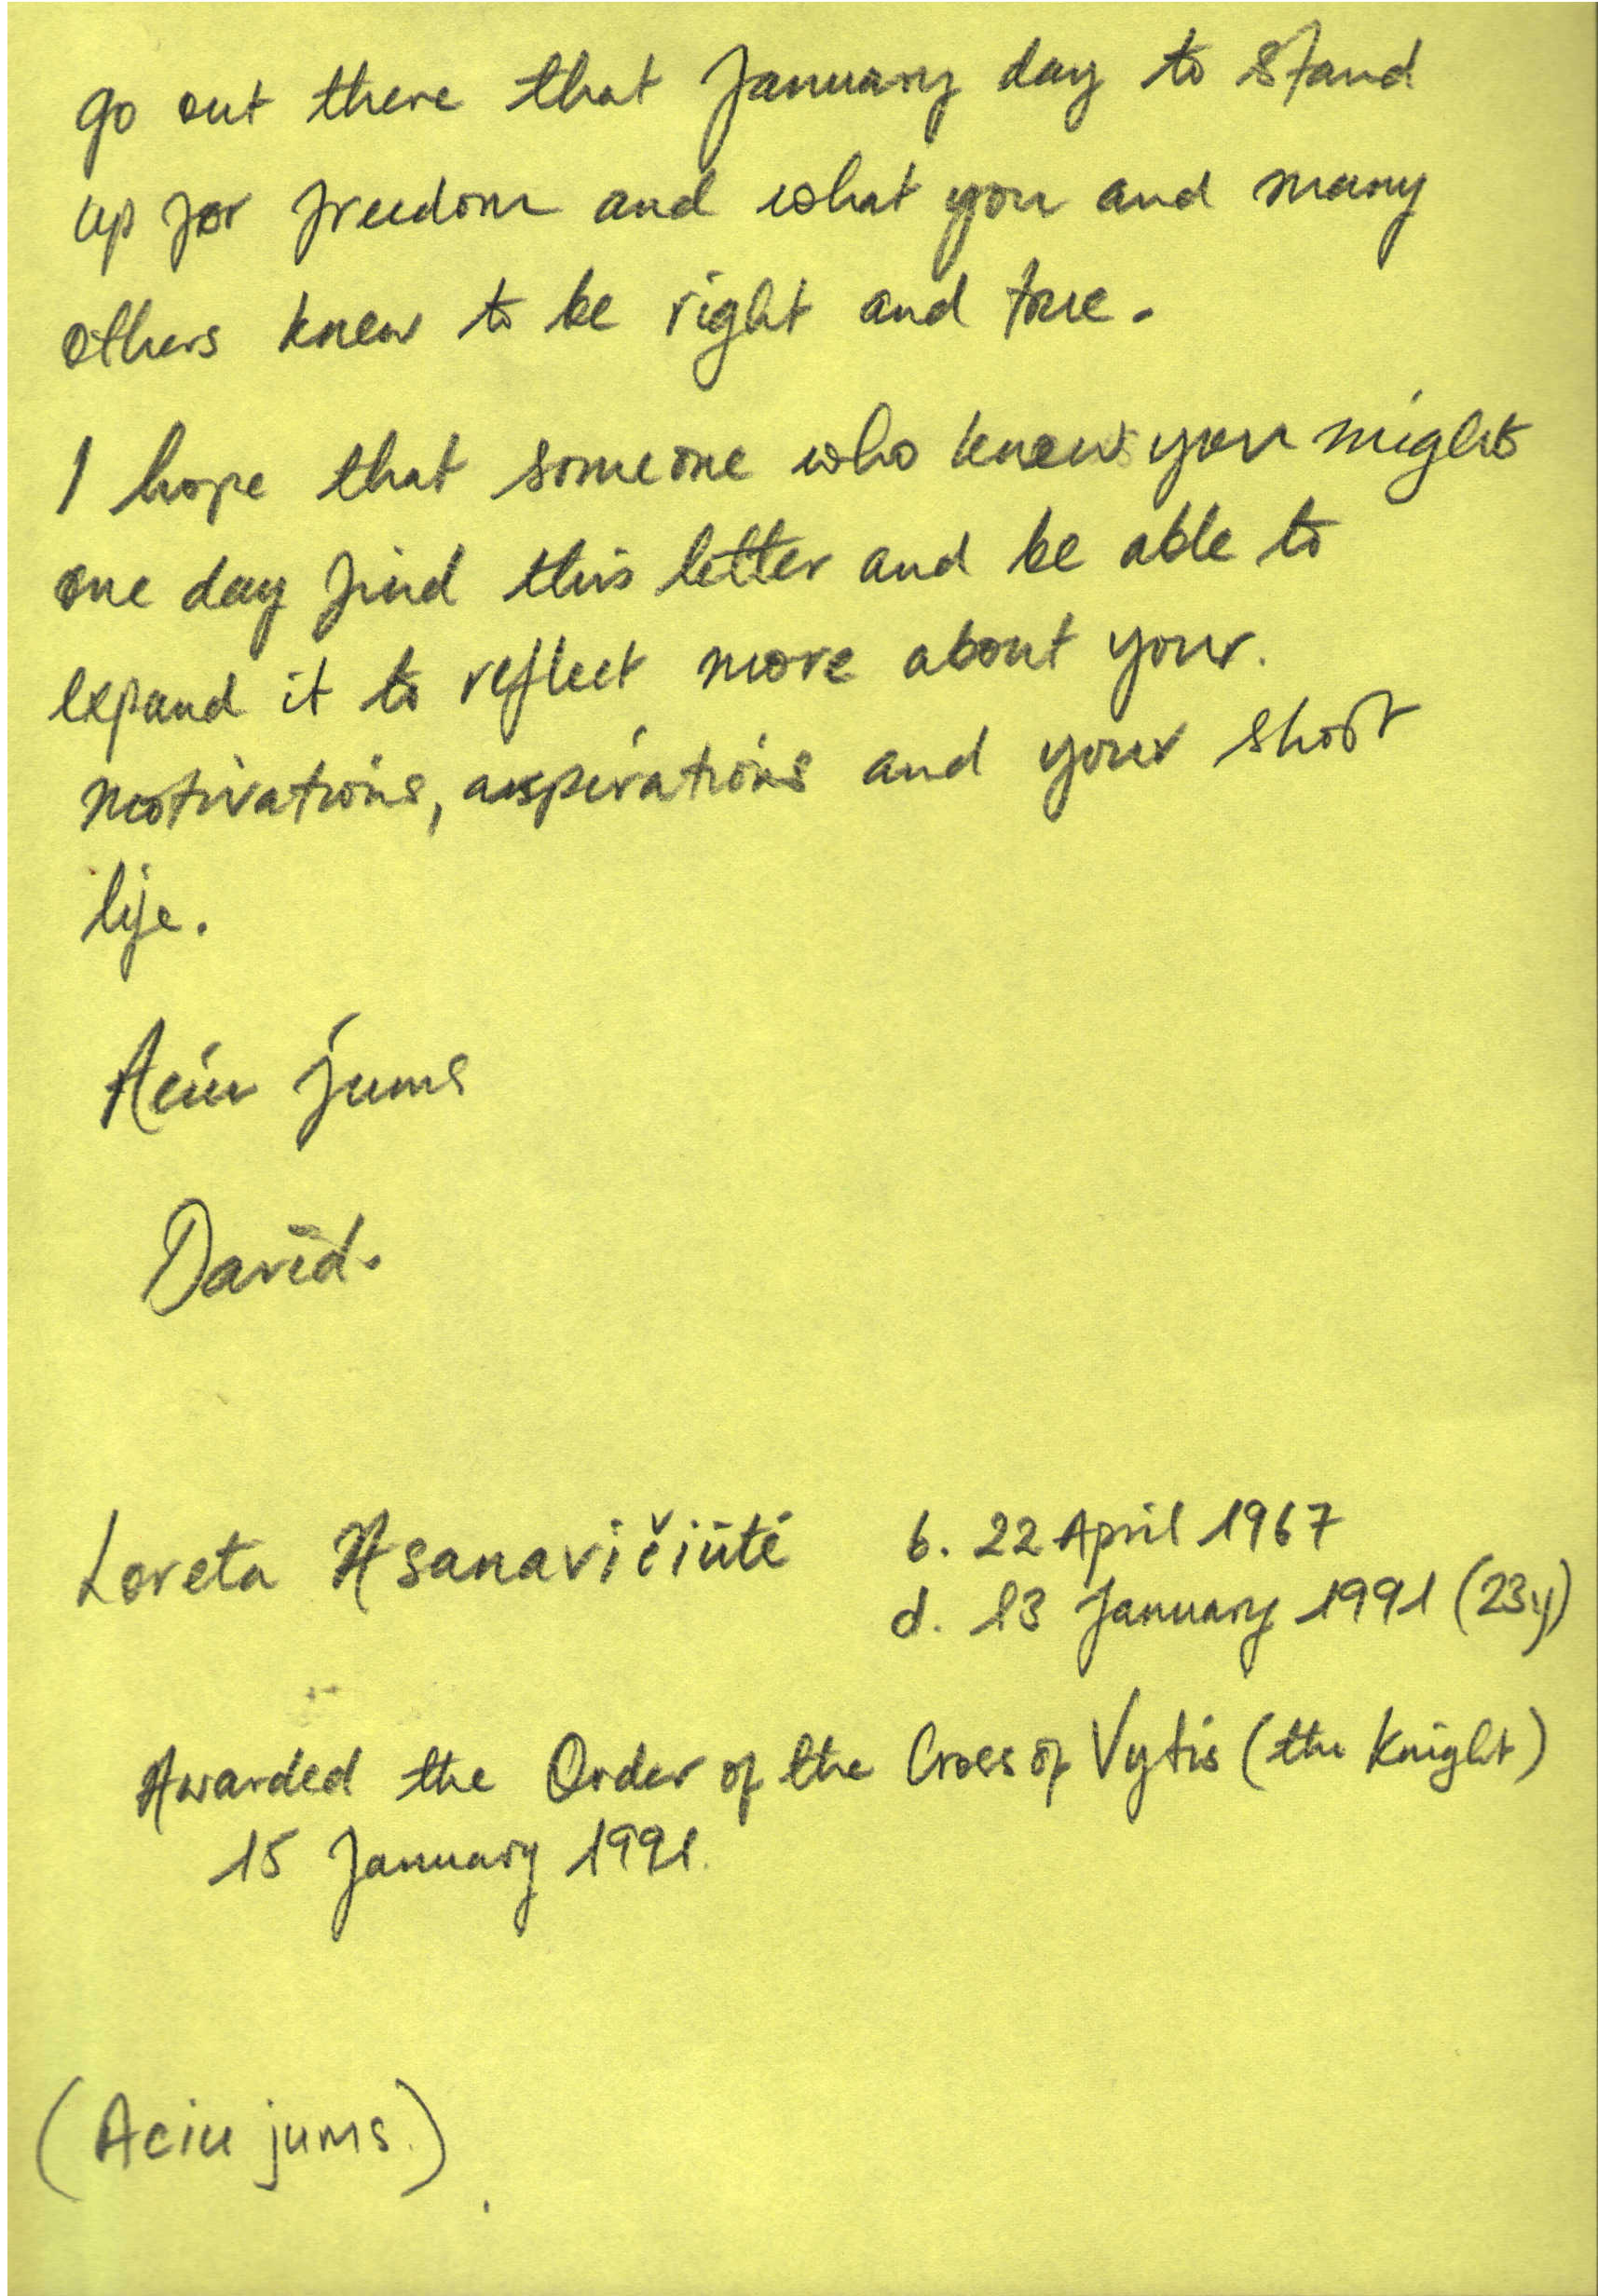 go out there that January day to stand
up for freedom and what you and many
others knew to be right and true.
I hope that someone who knew you might
one day find this letter and be able to
expand it to reflect more about your.
motivations, aspirations and your short
life.
Aciu jums
David.
Loreta Asanavičiūtė b. 22 April 1967
d. 13 January 1991 (23y)
Awarded the Order of the Cross of Vytis (the Knight)
15 January 1991.
(Aciu jums.)